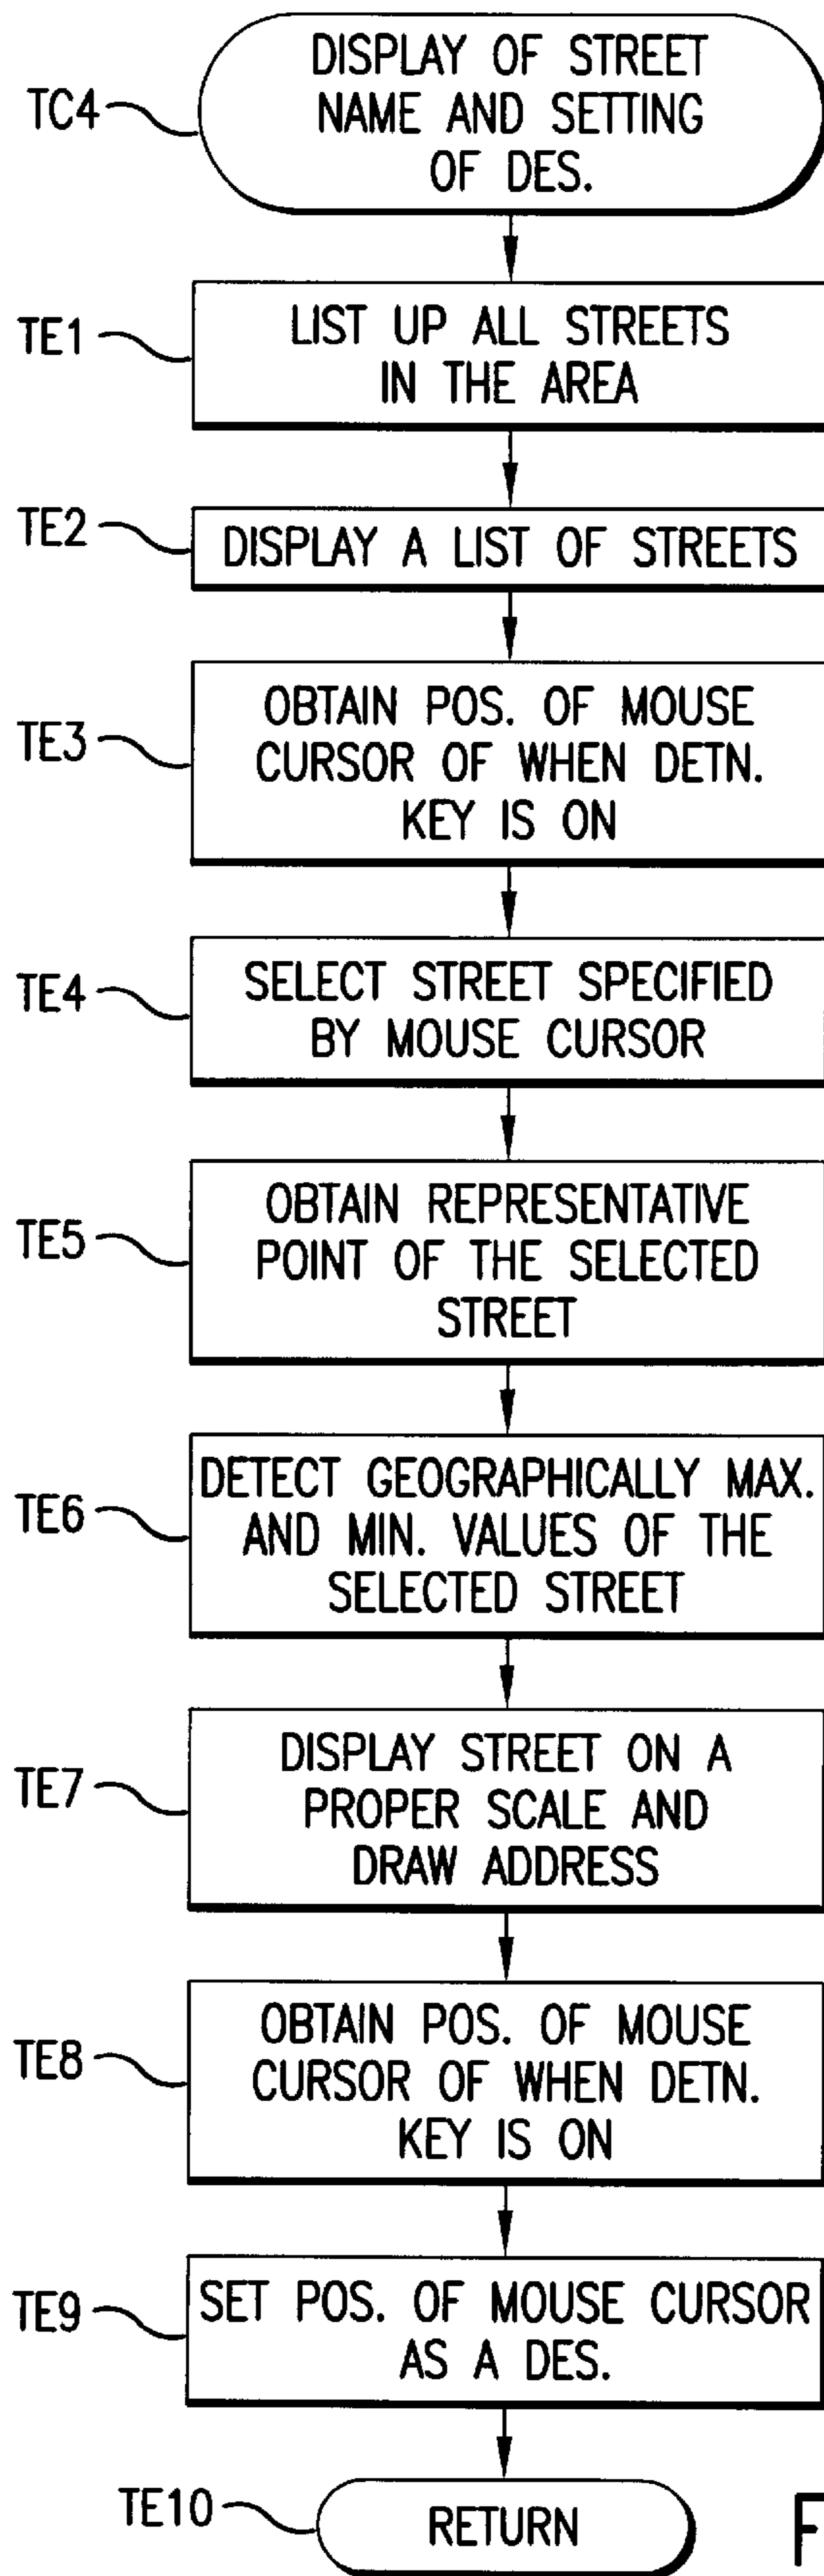 TC4
DISPLAY OF STREET
NAME AND SETTING
OF DES.
TE1
LIST UP ALL STREETS
IN THE AREA
TE2
DISPLAY A LIST OF STREETS
TE3
OBTAIN POS. OF MOUSE
CURSOR OF WHEN DETN.
KEY IS ON
TE4
SELECT STREET SPECIFIED
BY MOUSE CURSOR
TE5
OBTAIN REPRESENTATIVE
POINT OF THE SELECTED
STREET
TE6
DETECT GEOGRAPHICALLY MAX.
AND MIN. VALUES OF THE
SELECTED STREET
TE7
DISPLAY STREET ON A
PROPER SCALE AND
DRAW ADDRESS
TE8
OBTAIN POS. OF MOUSE
CURSOR OF WHEN DETN.
KEY IS ON
TE9
SET POS. OF MOUSE CURSOR
AS A DES.
TE10
RETURN
F